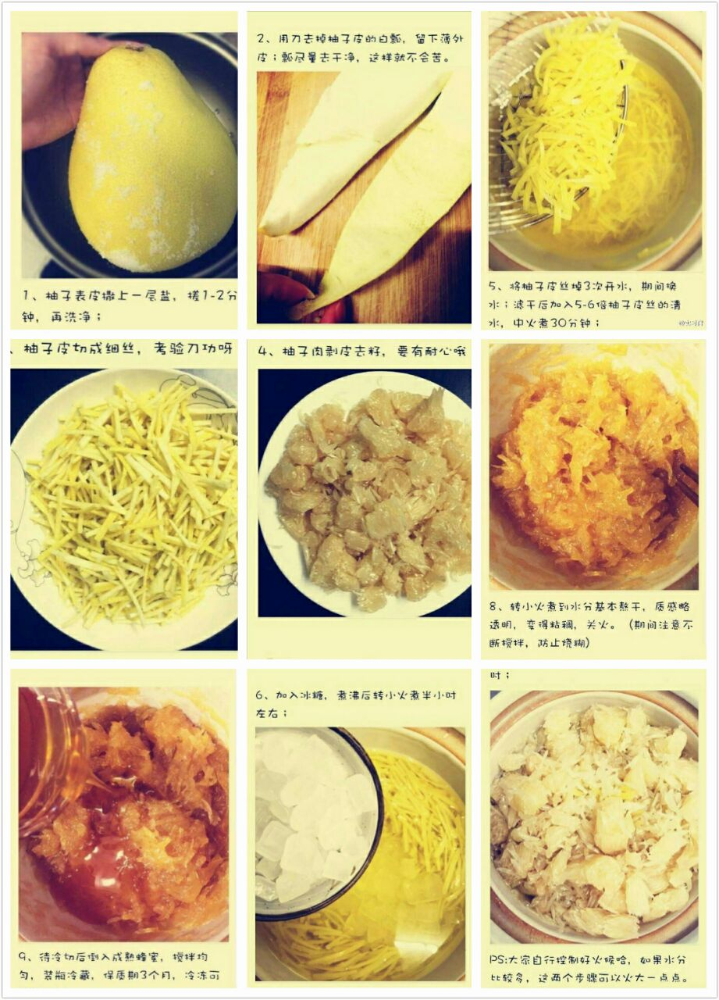 1、柚子表皮撒上一层盐，搓1-2分
钟，再洗净；
2、用刀去掉柚子皮的白瓤，留下薄外
皮；瓤尽量去干净，这样就不会苦。
5、将柚子皮丝焯3次开水，期间换
水；滤干后加入5-6倍柚子皮丝的清
水，中火煮30分钟；
、柚子皮切成细丝，考验刀功呀
4、柚子肉剥皮去籽，要有耐心哦
8、转小火煮到水分基本熬干，质感略
透明，变得粘稠，关火。（期间注意不
断搅拌，防止烧糊）
9、待冷切后倒入成熟蜂蜜，搅拌均
匀，装瓶冷藏，保质期3个月，冷冻可
6、加入冰糖，煮沸后转小火煮半小时
左右；
时；
PS:大家自行控制好火候哈，如果水分
比较多，这两个步骤可以火大一点点。